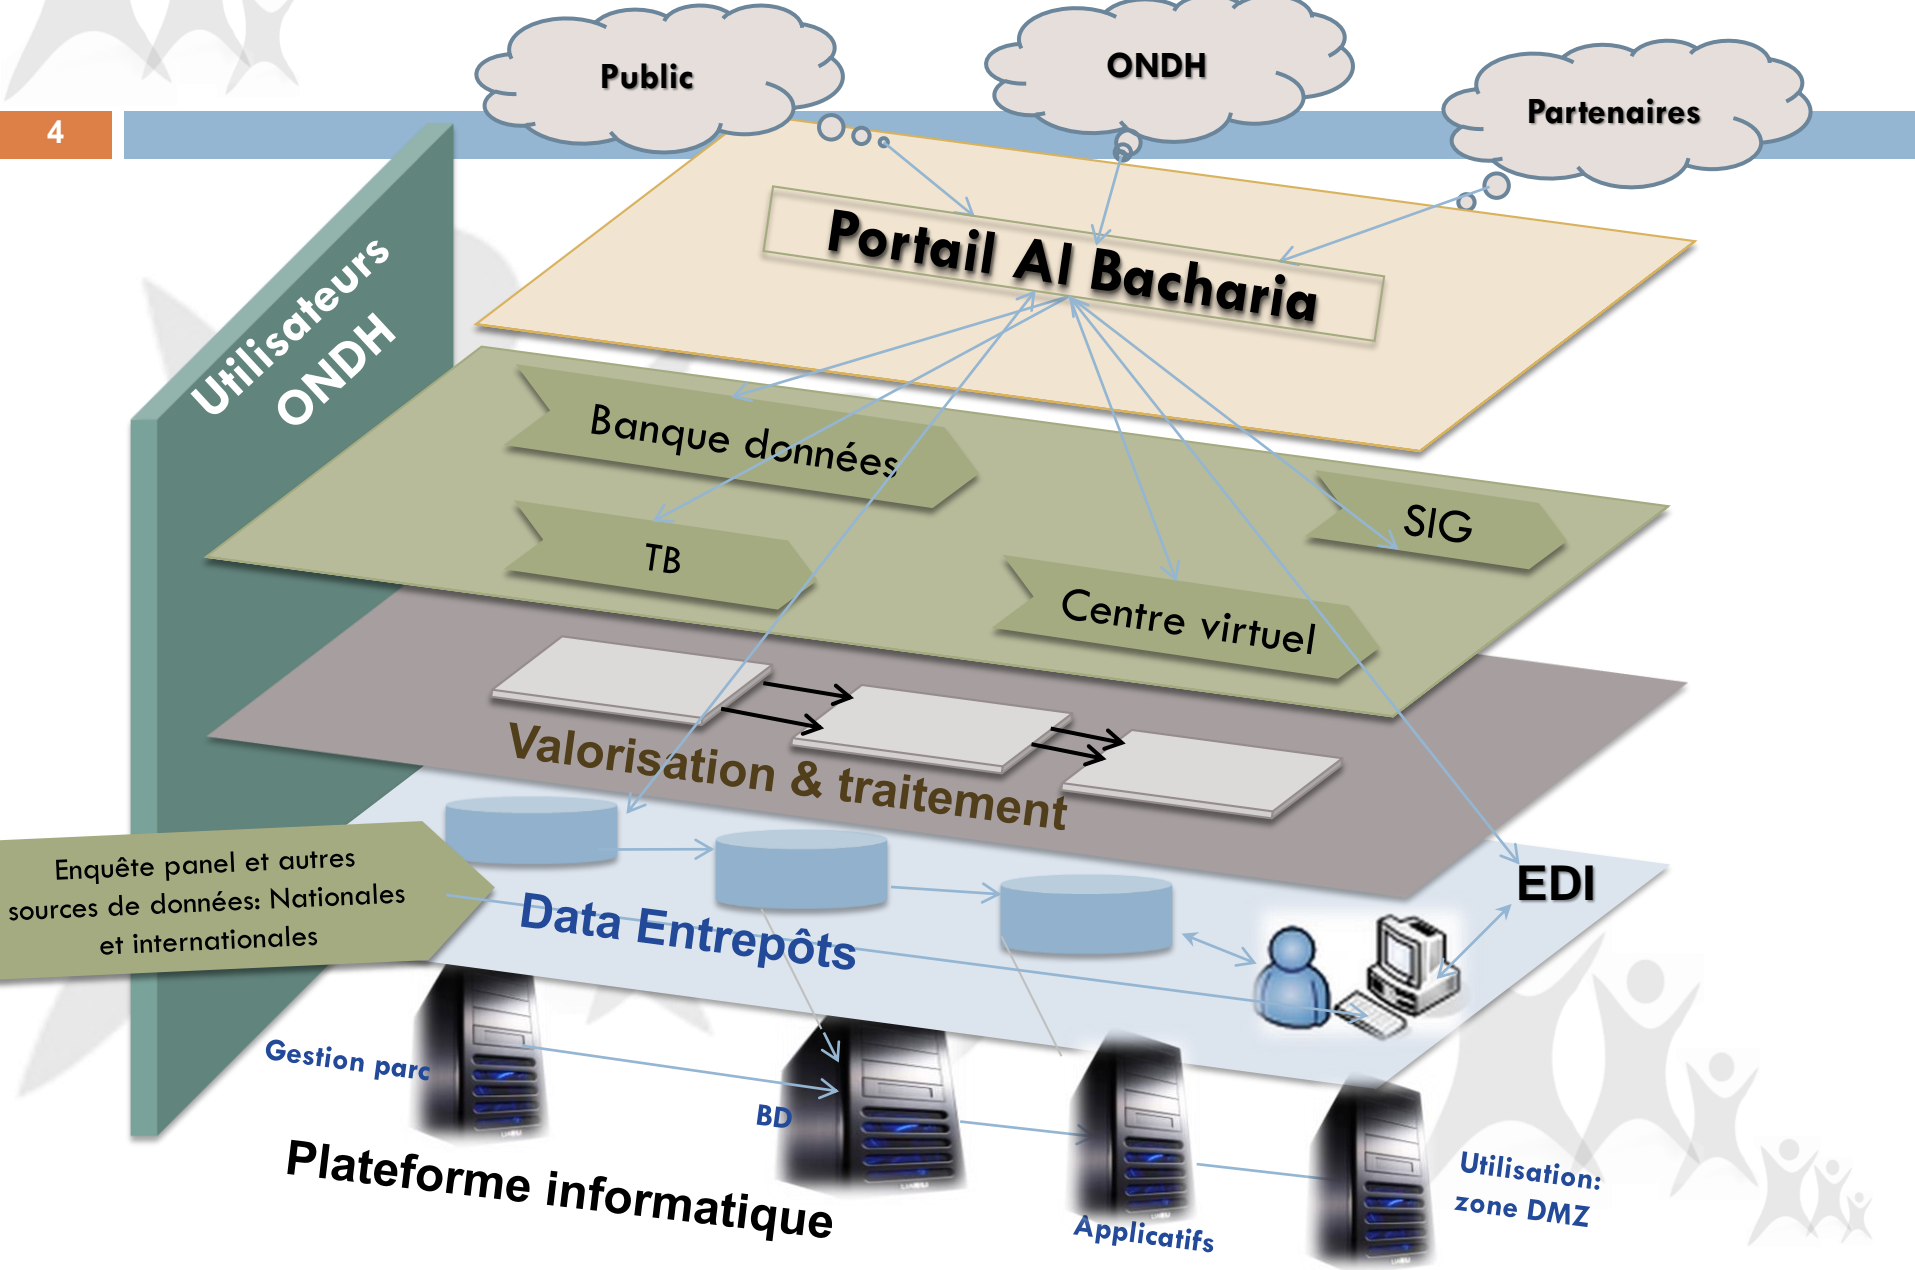 Public
ONDH
Partenaires
4
Portail Al Bacharia
Utilisateurs
ONDH
Banque données
SIG
TB
Centre virtuel
Valorisation & traitement
Enquête panel et autres
sources de données: Nationales
et internationales
EDI
Data Entrepôts
Gestion parc
BD
Plateforme informatique
Applicatifs
Utilisation:
zone DMZ